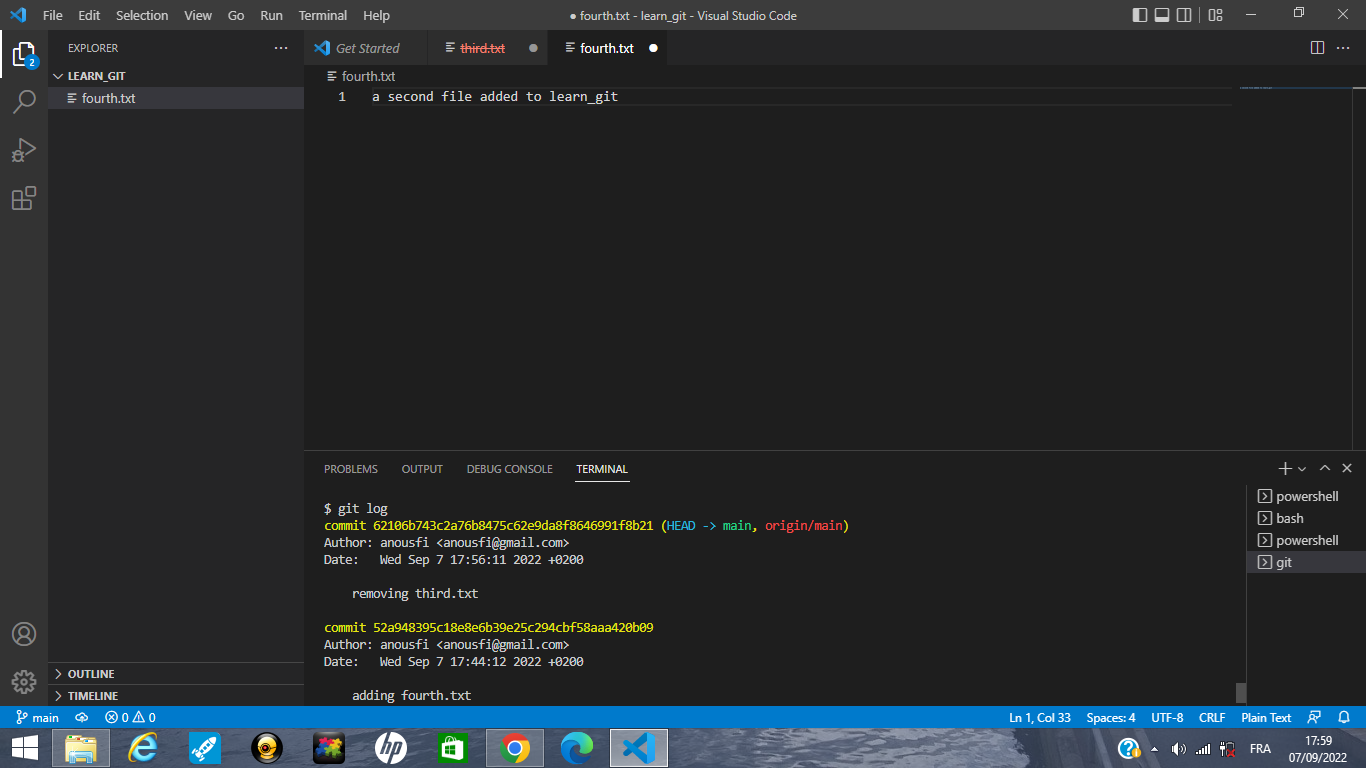 File Edit Selection View Go Run Terminal Help
● fourth.txt - learn_git - Visual Studio Code
EXPLORER
Get Started
third.txt
fourth.txt
2
LEARN_GIT
fourth.txt
fourth.txt
1 a second file added to learn_git
PROBLEMS OUTPUT DEBUG CONSOLE TERMINAL
$ git log
commit 62106b743c2a76b8475c62e9da8f8646991f8b21 (HEAD -> main, origin/main)
Author: anousfi <anousfi@gmail.com>
Date:   Wed Sep 7 17:56:11 2022 +0200
removing third.txt
commit 52a948395c18e8e6b39e25c294cbf58aaa420b09
Author: anousfi <anousfi@gmail.com>
Date:   Wed Sep 7 17:44:12 2022 +0200
adding fourth.txt
powershell
bash
powershell
git
OUTLINE
TIMELINE
main 0 0
Ln 1, Col 33 Spaces: 4 UTF-8 CRLF Plain Text
hp
FRA
17:59
07/09/2022